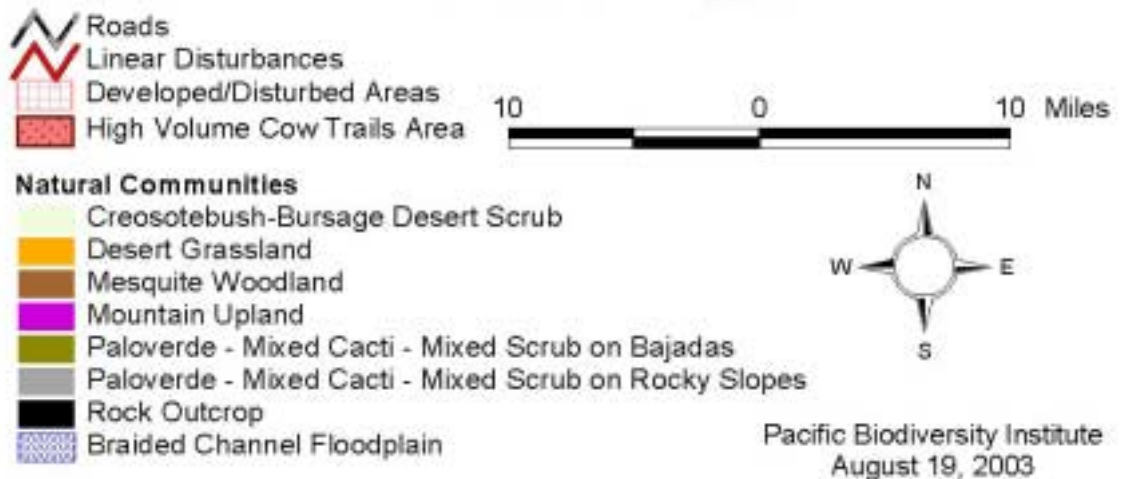 Roads
Linear Disturbances
Developed/Disturbed Areas
High Volume Cow Trails Area
10 0 10 Miles
Natural Communities
Creosotebush-Bursage Desert Scrub
Desert Grassland
Mesquite Woodland
Mountain Upland
Paloverde - Mixed Cacti - Mixed Scrub on Bajadas
Paloverde - Mixed Cacti - Mixed Scrub on Rocky Slopes
Rock Outcrop
Braided Channel Floodplain
N
W E
S
Pacific Biodiversity Institute
August 19, 2003